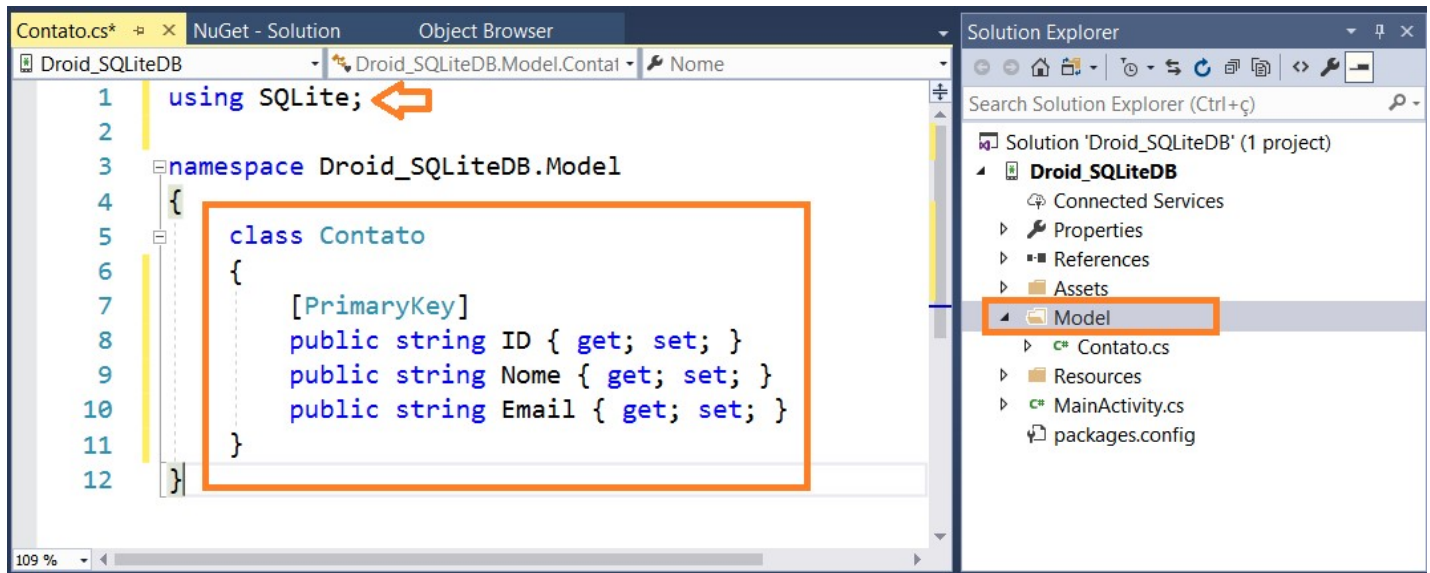 Contato.cs* NuGet - Solution Object Browser
Droid_SQLiteDB Droid_SQLiteDB.Model.Contat Nome
1 using SQLite;
2
3 namespace Droid_SQLiteDB.Model
4 {
5 class Contato
6 {
7 [PrimaryKey]
8 public string ID { get; set; }
9 public string Nome { get; set; }
10 public string Email { get; set; }
11 }
12 }
109 %
Solution Explorer
Search Solution Explorer (Ctrl+ç)
Solution 'Droid_SQLiteDB' (1 project)
Droid_SQLiteDB
Connected Services
Properties
References
Assets
Model
C# Contato.cs
Resources
C# MainActivity.cs
packages.config